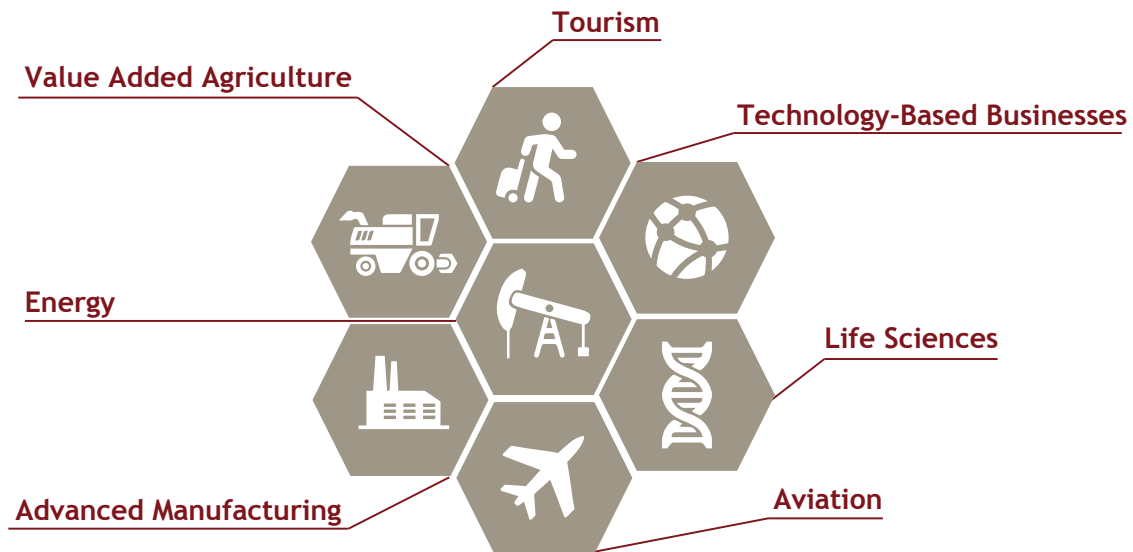 Tourism
Value Added Agriculture
Technology-Based Businesses
Energy
Life Sciences
Advanced Manufacturing
Aviation